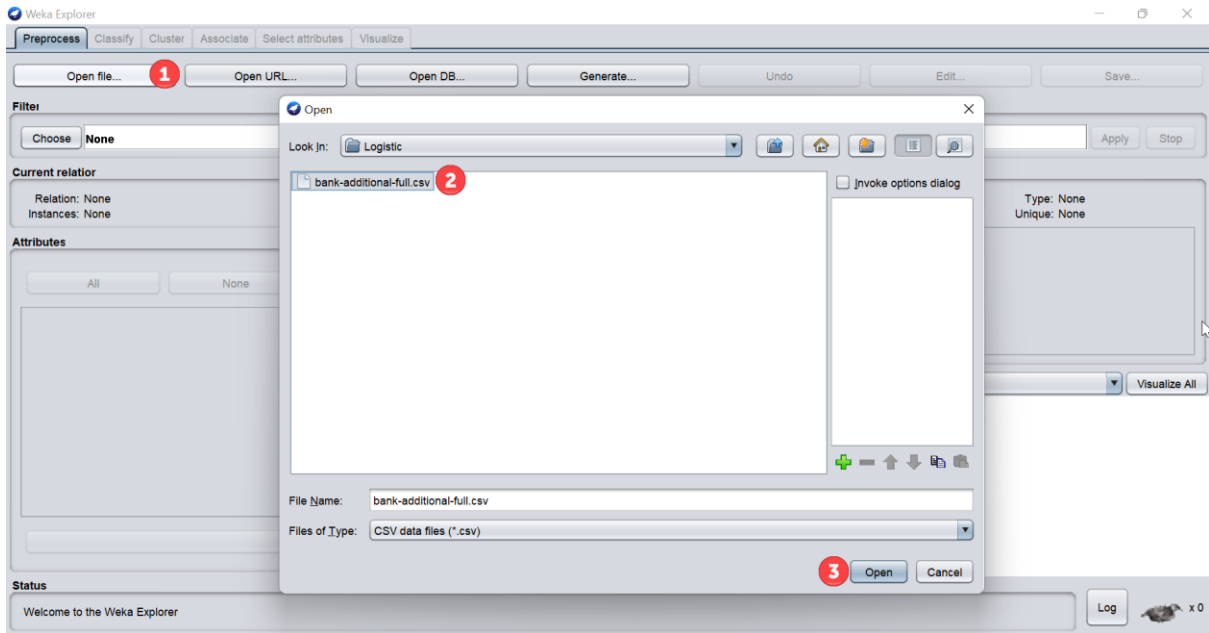 Weka Explorer
Preprocess Classify Cluster Associate Select attributes Visualize
Open file... 1 Open URL... Open DB... Generate... Undo Edit... Save...
Filter
Choose None
Apply Stop
Current relation
Relation: None
Instances: None
Type: None
Unique: None
Attributes
All None
Visualize All
Open
Look In: Logistic
bank-additional-full.csv 2
Invoke options dialog
File Name: bank-additional-full.csv
Files of Type: CSV data files (*.csv)
3 Open Cancel
Status
Welcome to the Weka Explorer
Log x 0